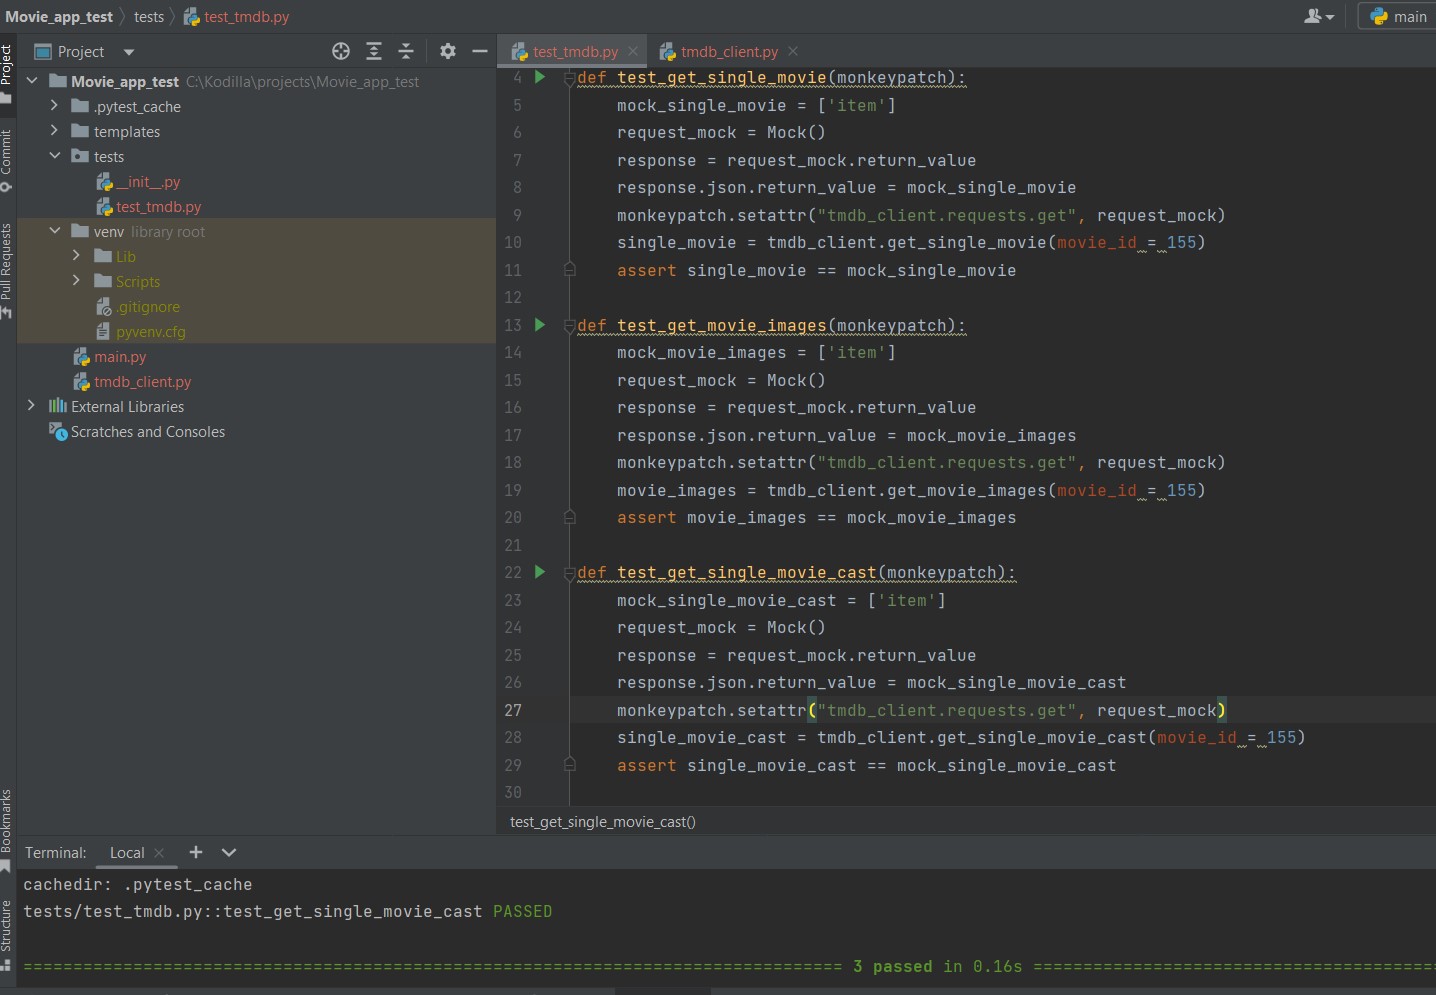 Movie_app_test
tests
test_tmdb.py
main
Project
Project
test_tmdb.py
tmdb_client.py
Commit
Pull Requests
Bookmarks
Structure
Movie_app_test C:\Kodilla\projects\Movie_app_test
.pytest_cache
templates
tests
__init__.py
test_tmdb.py
venv library root
Lib
Scripts
.gitignore
pyvenv.cfg
main.py
tmdb_client.py
External Libraries
Scratches and Consoles
4 def test_get_single_movie(monkeypatch):
5 mock_single_movie = ['item']
6 request_mock = Mock()
7 response = request_mock.return_value
8 response.json.return_value = mock_single_movie
9 monkeypatch.setattr("tmdb_client.requests.get", request_mock)
10 single_movie = tmdb_client.get_single_movie(movie_id = 155)
11 assert single_movie == mock_single_movie
12
13 def test_get_movie_images(monkeypatch):
14 mock_movie_images = ['item']
15 request_mock = Mock()
16 response = request_mock.return_value
17 response.json.return_value = mock_movie_images
18 monkeypatch.setattr("tmdb_client.requests.get", request_mock)
19 movie_images = tmdb_client.get_movie_images(movie_id = 155)
20 assert movie_images == mock_movie_images
21
22 def test_get_single_movie_cast(monkeypatch):
23 mock_single_movie_cast = ['item']
24 request_mock = Mock()
25 response = request_mock.return_value
26 response.json.return_value = mock_single_movie_cast
27 monkeypatch.setattr("tmdb_client.requests.get", request_mock)
28 single_movie_cast = tmdb_client.get_single_movie_cast(movie_id = 155)
29 assert single_movie_cast == mock_single_movie_cast
30
test_get_single_movie_cast()
Terminal: Local
cachedir: .pytest_cache
tests/test_tmdb.py::test_get_single_movie_cast PASSED
================================================================================== 3 passed in 0.16s ========================================